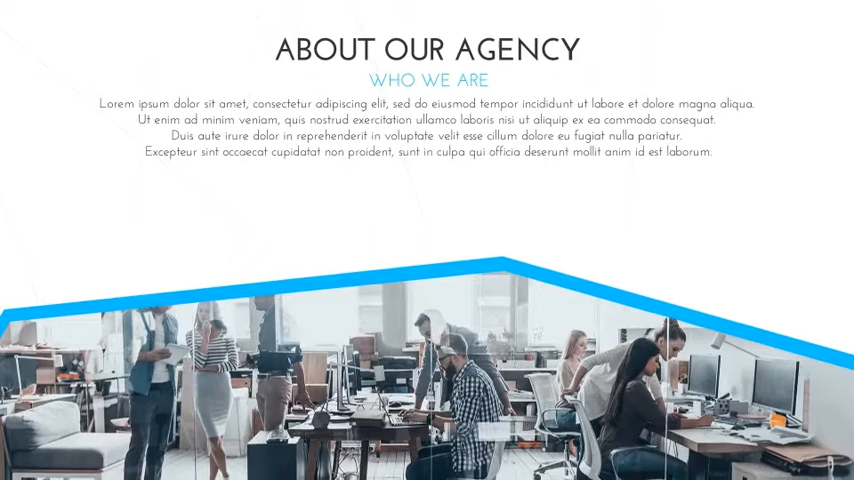 ABOUT OUR AGENCY
WHO WE ARE
Lorem ipsum dolor sit amet, consectetur adipiscing elit, sed do eiusmod tempor incididunt ut labore et dolore magna aliqua.
Ut enim ad minim veniam, quis nostrud exercitation ullamco laboris nisi ut aliquip ex ea commodo consequat.
Duis aute irure dolor in reprehenderit in voluptate velit esse cillum dolore eu fugiat nulla pariatur.
Excepteur sint occaecat cupidatat non proident, sunt in culpa qui officia deserunt mollit anim id est laborum.